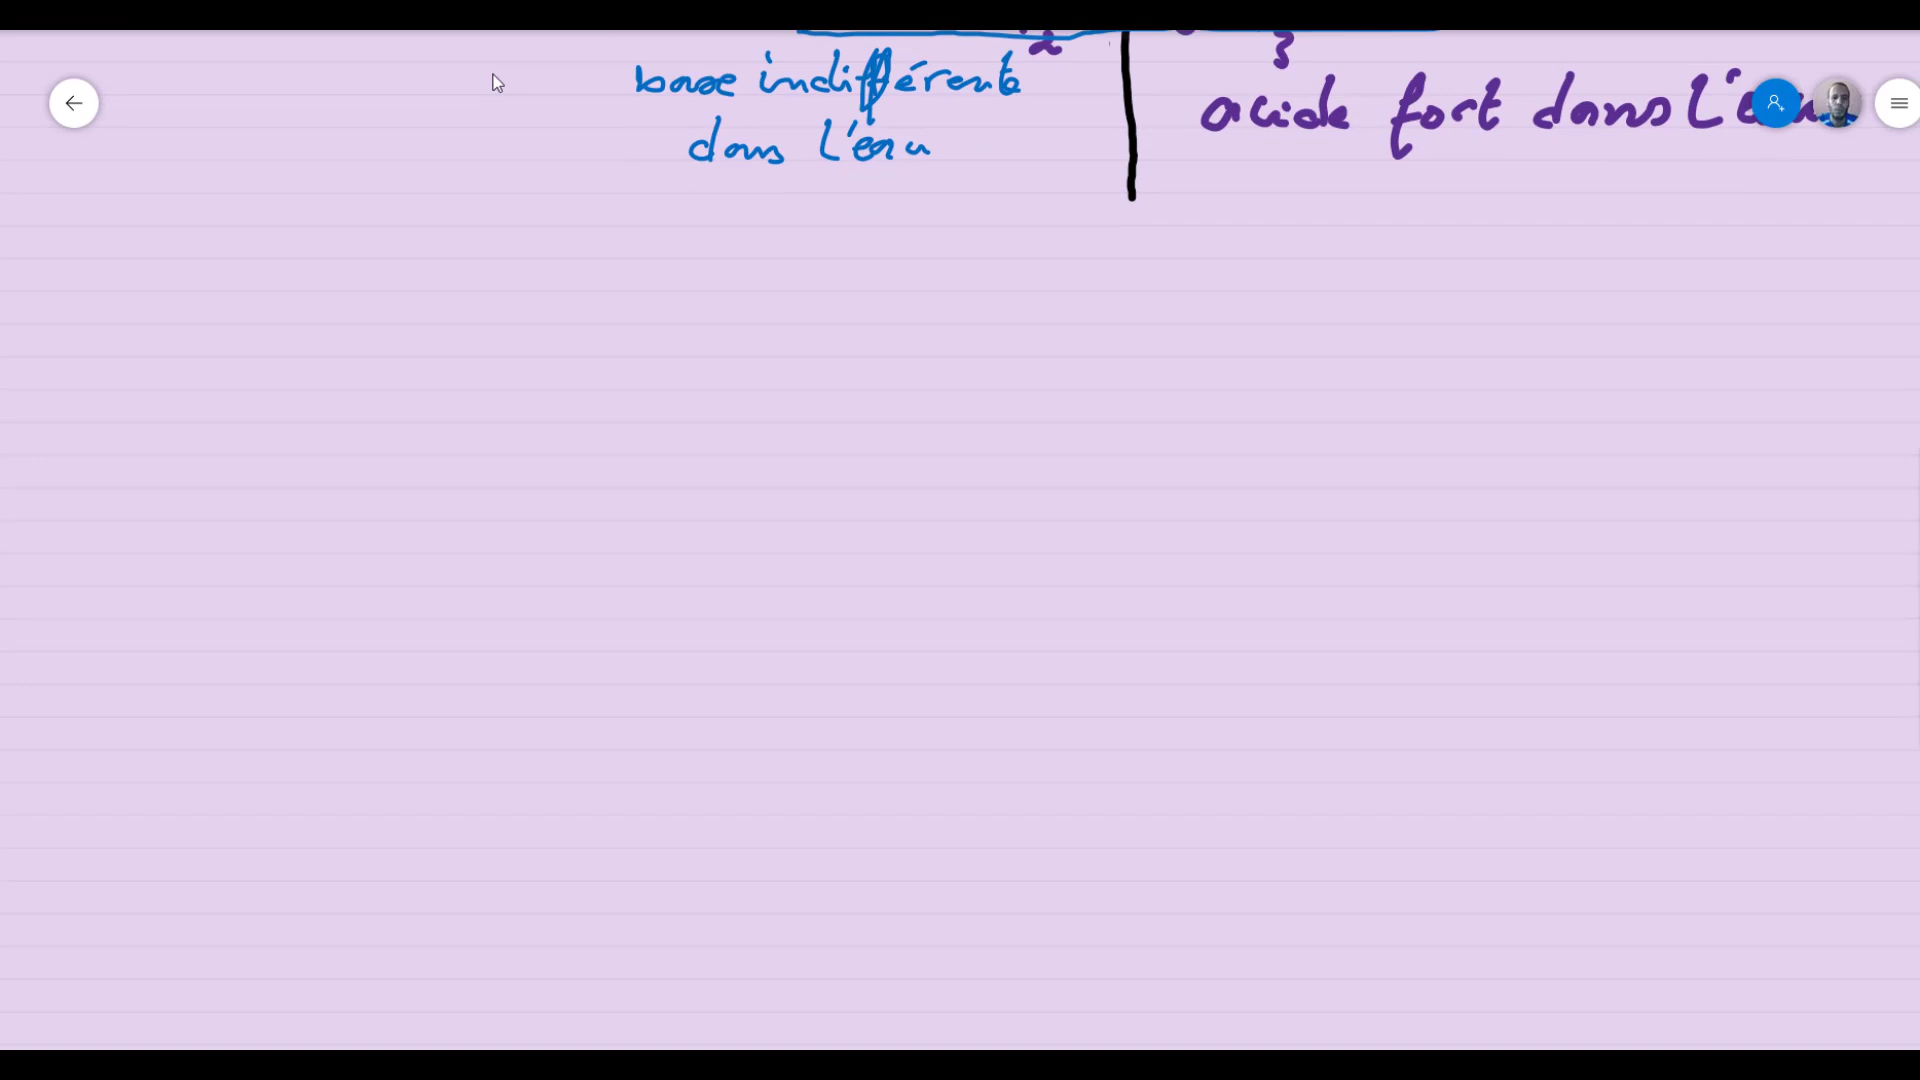 base indifférente
dans l'eau
acide fort dans l'eau